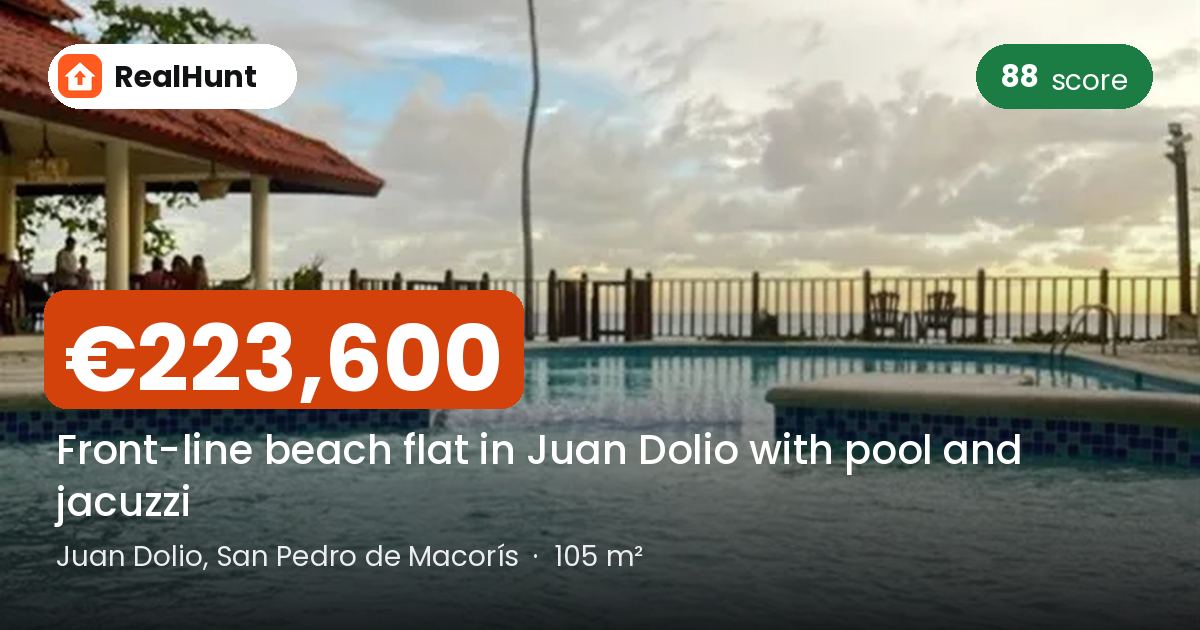 RealHunt
88 score
€223,600
Front-line beach flat in Juan Dolio with pool and
jacuzzi
Juan Dolio, San Pedro de Macorís · 105 m²